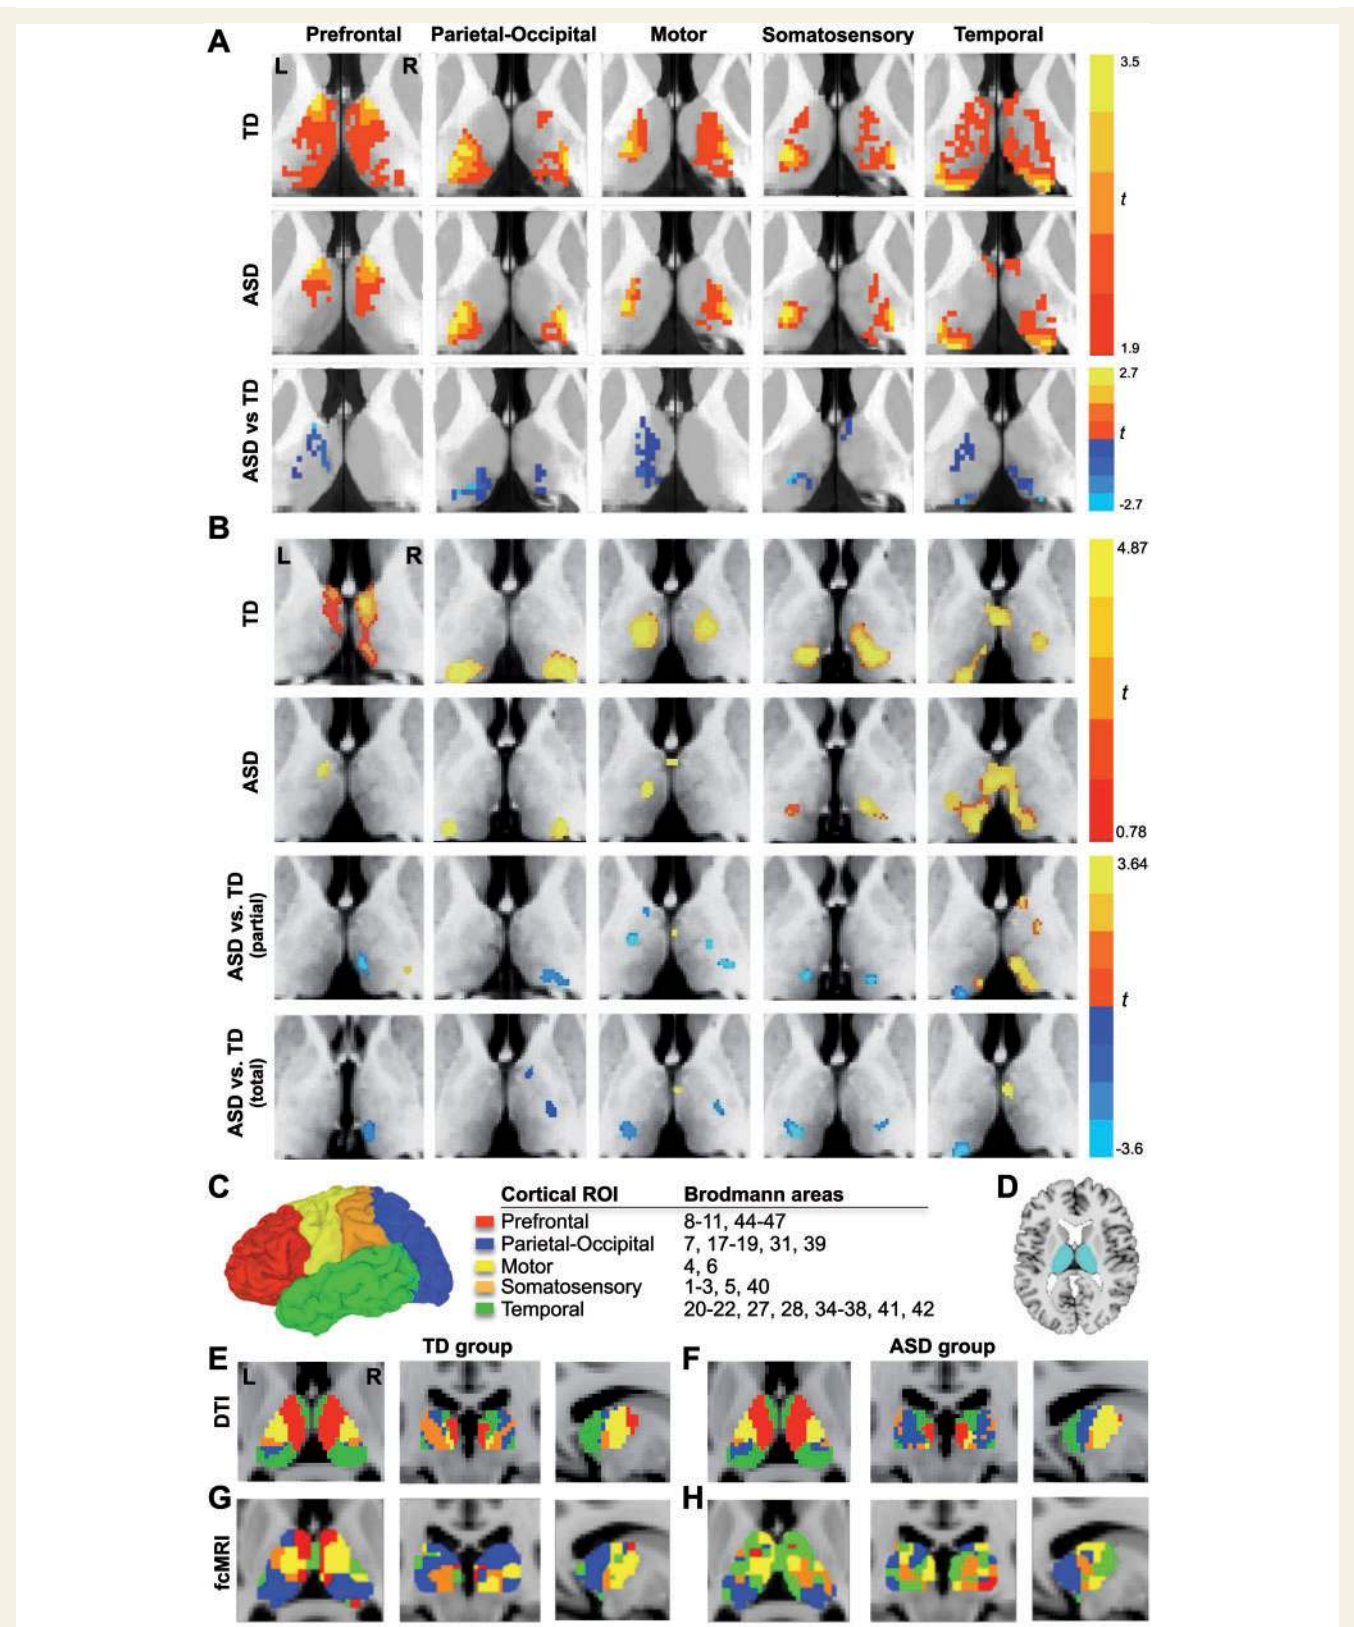 A
Prefrontal Parietal-Occipital Motor Somatosensory Temporal
L R
TD
3.5
t
1.9
ASD
ASD vs TD
2.7
t
-2.7
B
L R
TD
4.87
t
0.78
ASD
ASD vs. TD
(partial)
3.64
t
-3.6
ASD vs. TD
(total)
C
Cortical ROI Brodmann areas
Prefrontal 8-11, 44-47
Parietal-Occipital 7, 17-19, 31, 39
Motor 4, 6
Somatosensory 1-3, 5, 40
Temporal 20-22, 27, 28, 34-38, 41, 42
D
TD group ASD group
E F
L R
DTI
G H
fcMRI